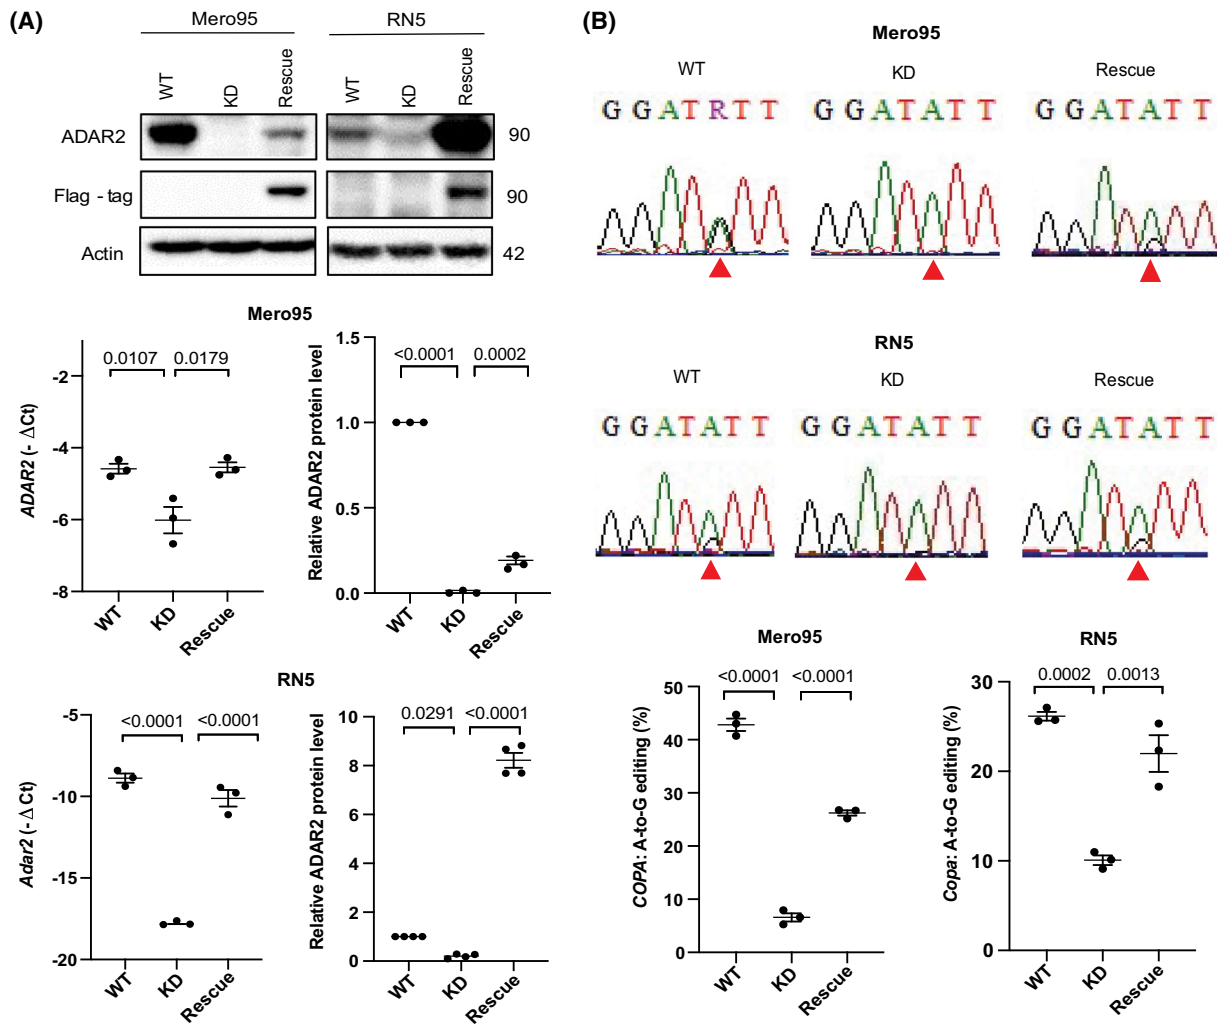 (A)
Mero95 RN5
WT KD Rescue WT KD Rescue
ADAR2 90
Flag - tag 90
Actin 42
Mero95
ADAR2 (- ΔCt)
-2
-4
-6
-8
0.0107 0.0179
WT KD Rescue
Relative ADAR2 protein level
1.5
1.0
0.5
0.0
<0.0001 0.0002
WT KD Rescue
RN5
Adar2 (- Δ Ct)
-5
-10
-15
-20
<0.0001 <0.0001
WT KD Rescue
Relative ADAR2 protein level
10
8
6
4
2
0
0.0291 <0.0001
WT KD Rescue
(B)
Mero95
WT KD Rescue
G G A T R T T G G A T A T T G G A T A T T
RN5
WT KD Rescue
G G A T A T T G G A T A T T G G A T A T T
Mero95
COPA: A-to-G editing (%)
50
40
30
20
10
0
<0.0001 <0.0001
WT KD Rescue
RN5
Copa: A-to-G editing (%)
30
20
10
0
0.0002 0.0013
WT KD Rescue